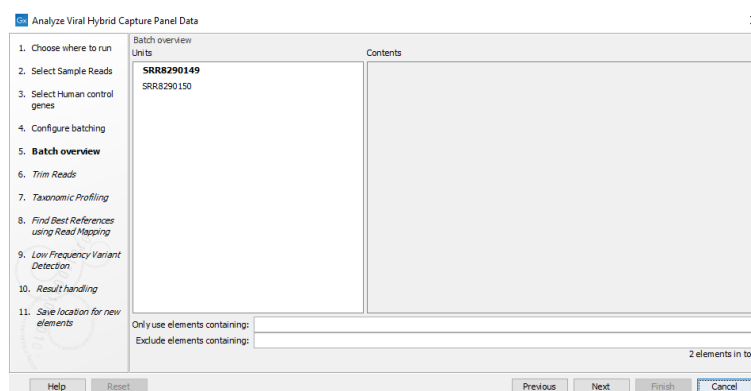 Gx Analyze Viral Hybrid Capture Panel Data
1. Choose where to run
2. Select Sample Reads
3. Select Human control
genes
4. Configure batching
5. Batch overview
6. Trim Reads
7. Taxonomic Profiling
8. Find Best References
using Read Mapping
9. Low Frequency Variant
Detection
10. Result handling
11. Save location for new
elements
Batch overview
Units
Contents
SRR8290149
SRR8290150
Only use elements containing:
Exclude elements containing:
2 elements in to
Help
Reset
Previous
Next
Finish
Cancel